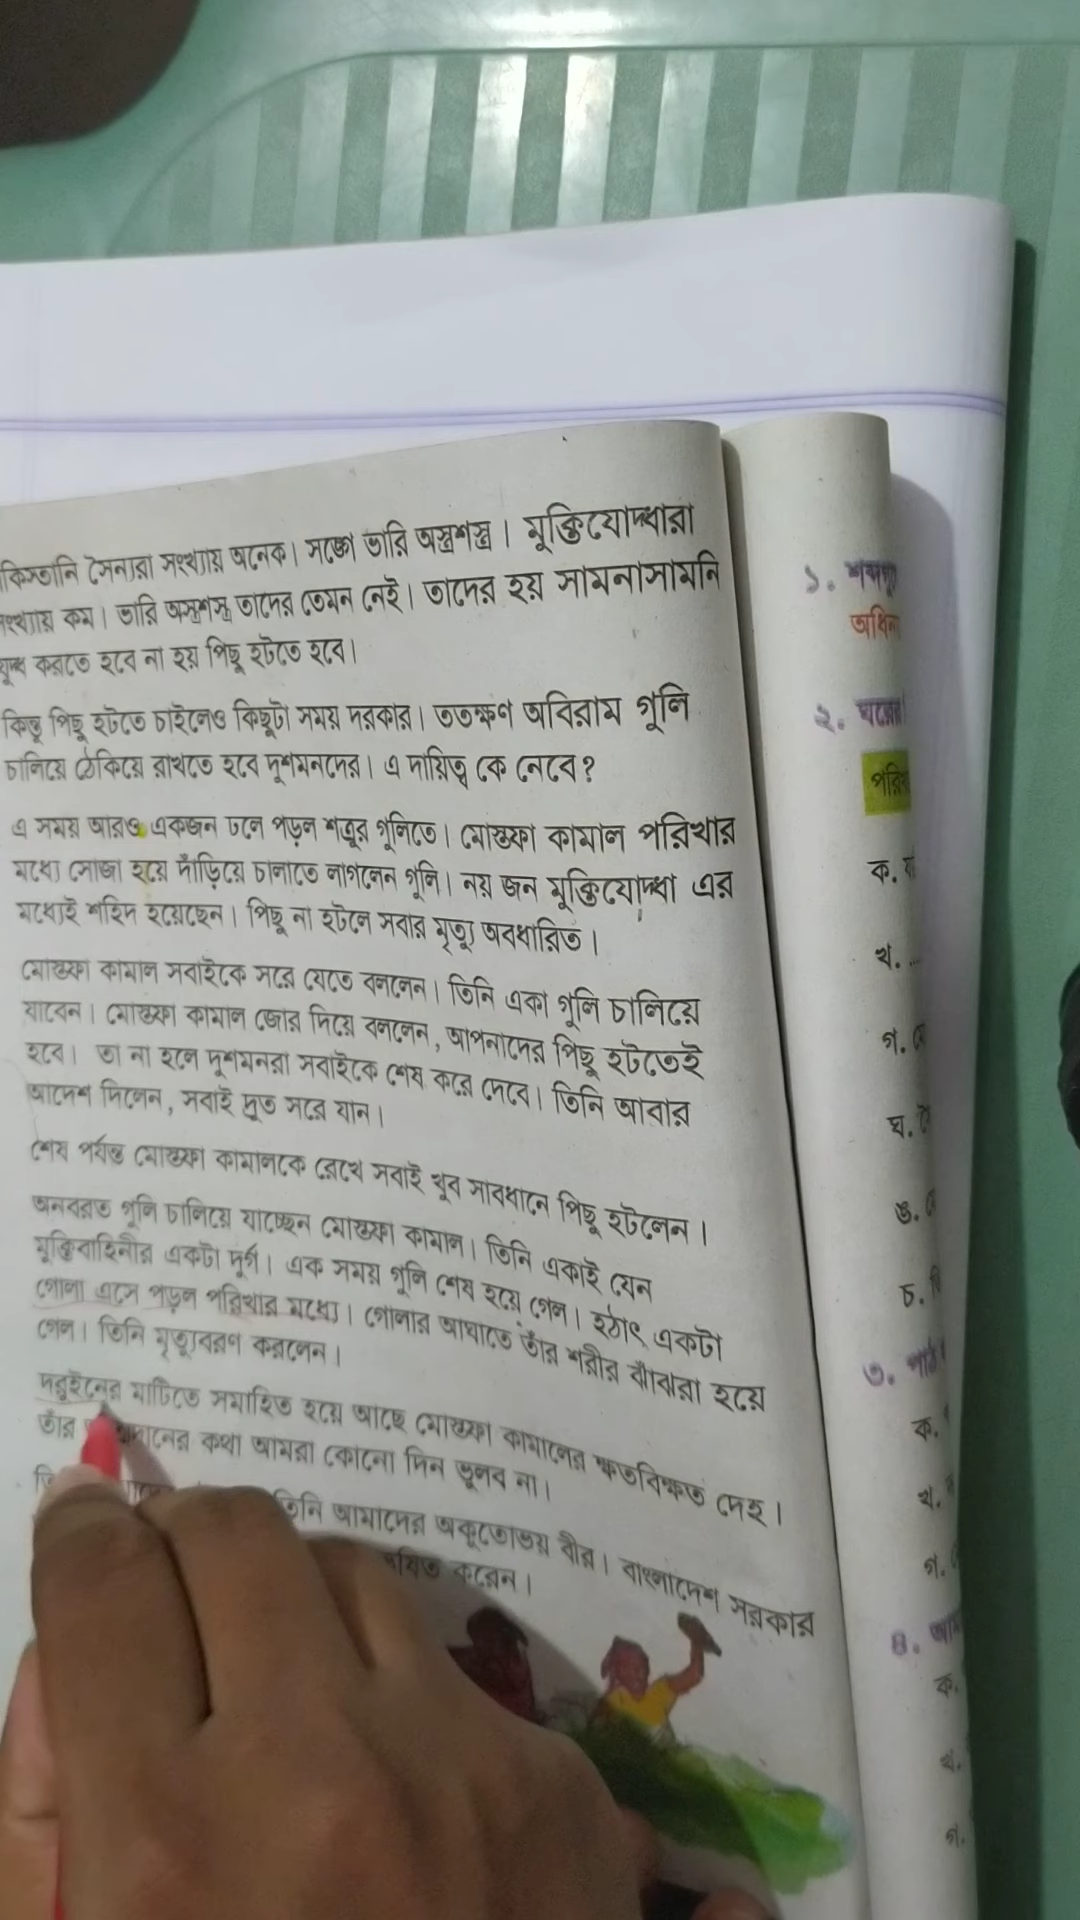 কিস্তানি সৈন্যরা সংখ্যায় অনেক। সঙ্গে ভারি অস্ত্রশস্ত্র। মুক্তিযোদ্ধারা
ংখ্যায় কম। ভারি অস্ত্রশস্ত্র তাদের তেমন নেই। তাদের হয় সামনাসামনি
যুদ্ধ করতে হবে না হয় পিছু হটতে হবে।
কিন্তু পিছু হটতে চাইলেও কিছুটা সময় দরকার। ততক্ষণ অবিরাম গুলি
চালিয়ে ঠেকিয়ে রাখতে হবে দুশমনদের। এ দায়িত্ব কে নেবে?
এ সময় আরও একজন ঢলে পড়ল শত্রুর গুলিতে। মোস্তফা কামাল পরিখার
মধ্যে সোজা হয়ে দাঁড়িয়ে চালাতে লাগলেন গুলি। নয় জন মুক্তিযোদ্ধা এর
মধ্যেই শহিদ হয়েছেন। পিছু না হটলে সবার মৃত্যু অবধারিত।
মোস্তফা কামাল সবাইকে সরে যেতে বললেন। তিনি একা গুলি চালিয়ে
যাবেন। মোস্তফা কামাল জোর দিয়ে বললেন, আপনাদের পিছু হটতেই
হবে। তা না হলে দুশমনরা সবাইকে শেষ করে দেবে। তিনি আবার
আদেশ দিলেন, সবাই দ্রুত সরে যান।
শেষ পর্যন্ত মোস্তফা কামালকে রেখে সবাই খুব সাবধানে পিছু হটলেন।
অনবরত গুলি চালিয়ে যাচ্ছেন মোস্তফা কামাল। তিনি একাই যেন
মুক্তিবাহিনীর একটা দুর্গ। এক সময় গুলি শেষ হয়ে গেল। হঠাৎ একটা
গোলা এসে পড়ল পরিখার মধ্যে। গোলার আঘাতে তাঁর শরীর ঝাঁঝরা হয়ে
গেল। তিনি মৃত্যুবরণ করলেন।
দরুইনের মাটিতে সমাহিত হয়ে আছে মোস্তফা কামালের ক্ষতবিক্ষত দেহ।
তাঁর কথা আমরা কোনো দিন ভুলব না।
তিনি আমাদের অকুতোভয় বীর। বাংলাদেশ সরকার
করেন।
১.
২.
ক.
খ. ...
গ.
ঘ.
ঙ.
চ.
৩.
ক.
খ.
গ.
৪.
ক.
খ.
গ.